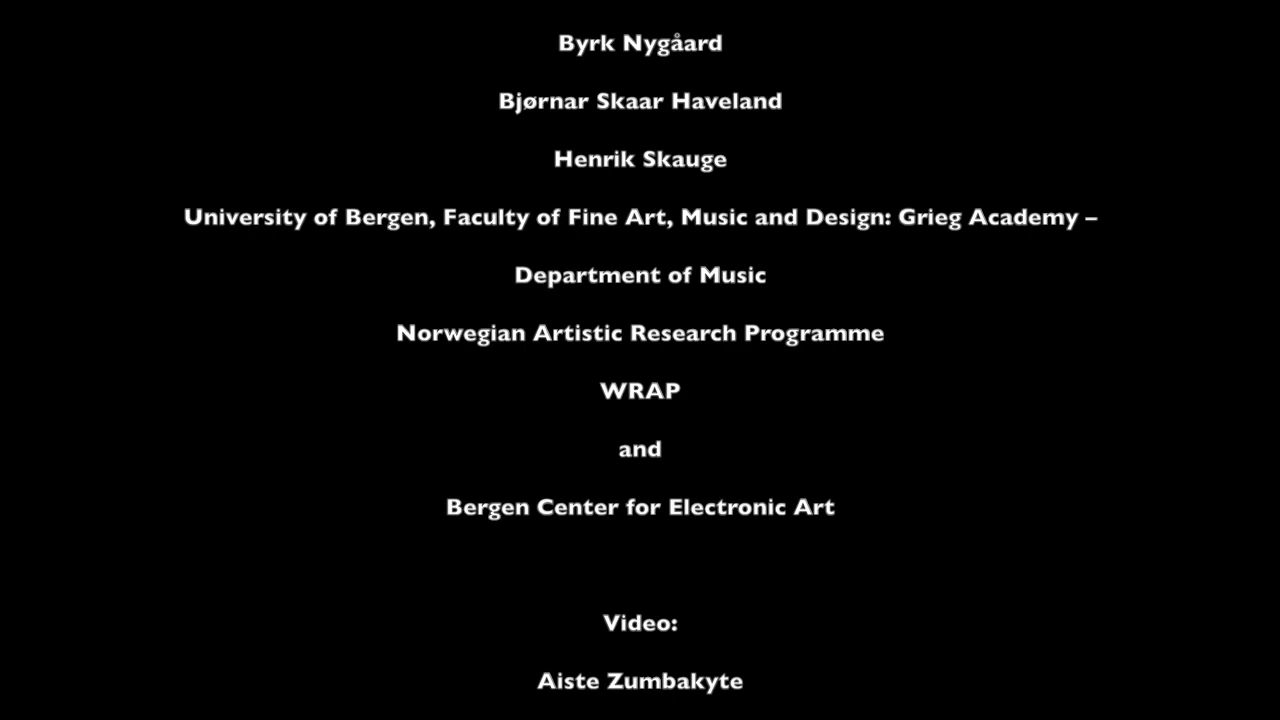 Byrk Nygåard
Bjørnar Skaar Haveland
Henrik Skauge
University of Bergen, Faculty of Fine Art, Music and Design: Grieg Academy –
Department of Music
Norwegian Artistic Research Programme
WRAP
and
Bergen Center for Electronic Art
Video:
Aiste Zumbakyte